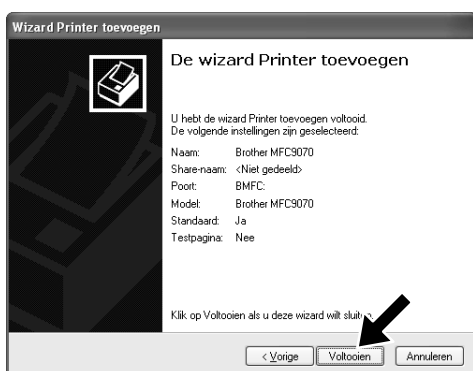 Wizard Printer toevoegen
De wizard Printer toevoegen
U hebt de wizard Printer toevoegen voltooid.
De volgende instellingen zijn geselecteerd:
Naam: Brother MFC9070
Share-naam: <Niet gedeeld>
Poort: BMFC:
Model: Brother MFC9070
Standaard: Ja
Testpagina: Nee
Klik op Voltooien als u deze wizard wilt
< Vorige Voltooien Annuleren